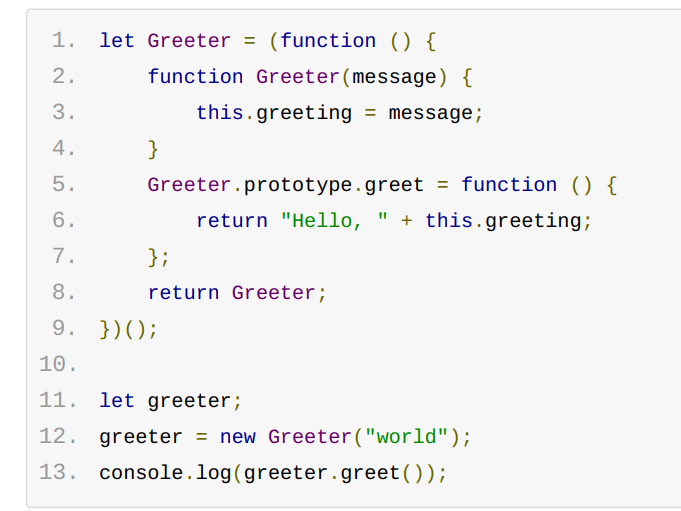 1. let Greeter = (function () {
2.     function Greeter(message) {
3.         this.greeting = message;
4.     }
5.     Greeter.prototype.greet = function () {
6.         return "Hello, " + this.greeting;
7.     };
8.     return Greeter;
9. })();
10.
11. let greeter;
12. greeter = new Greeter("world");
13. console.log(greeter.greet());